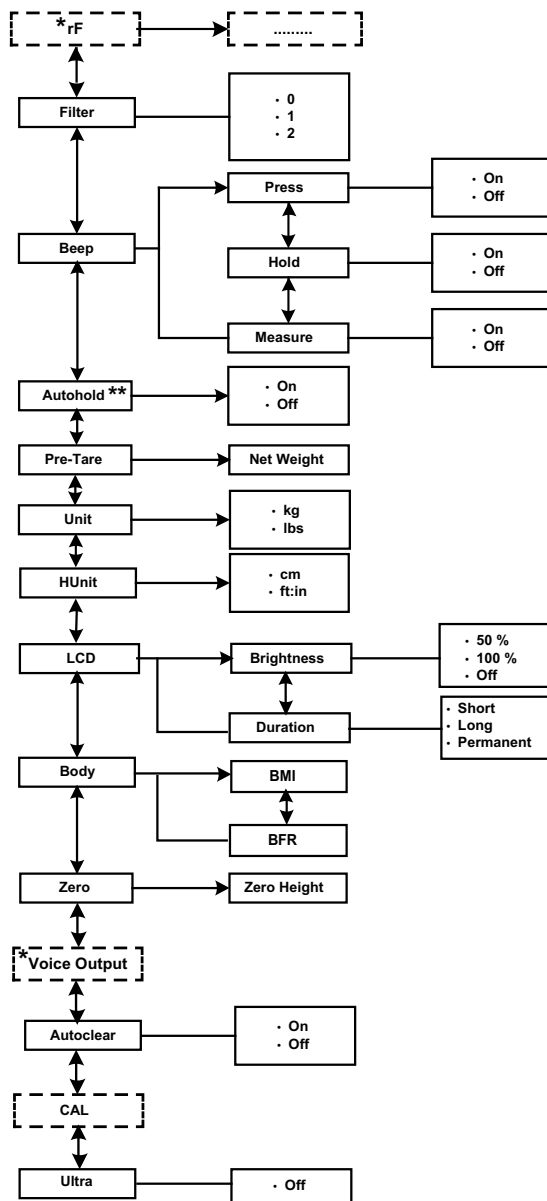 *rF
.........
Filter
· 0
· 1
· 2
Beep
Press
· On
· Off
Hold
· On
· Off
Measure
· On
· Off
Autohold **
· On
· Off
Pre-Tare
Net Weight
Unit
· kg
· lbs
HUnit
· cm
· ft:in
LCD
Brightness
· 50 %
· 100 %
· Off
Duration
· Short
· Long
· Permanent
Body
BMI
BFR
Zero
Zero Height
*Voice Output
Autoclear
· On
· Off
CAL
Ultra
· Off